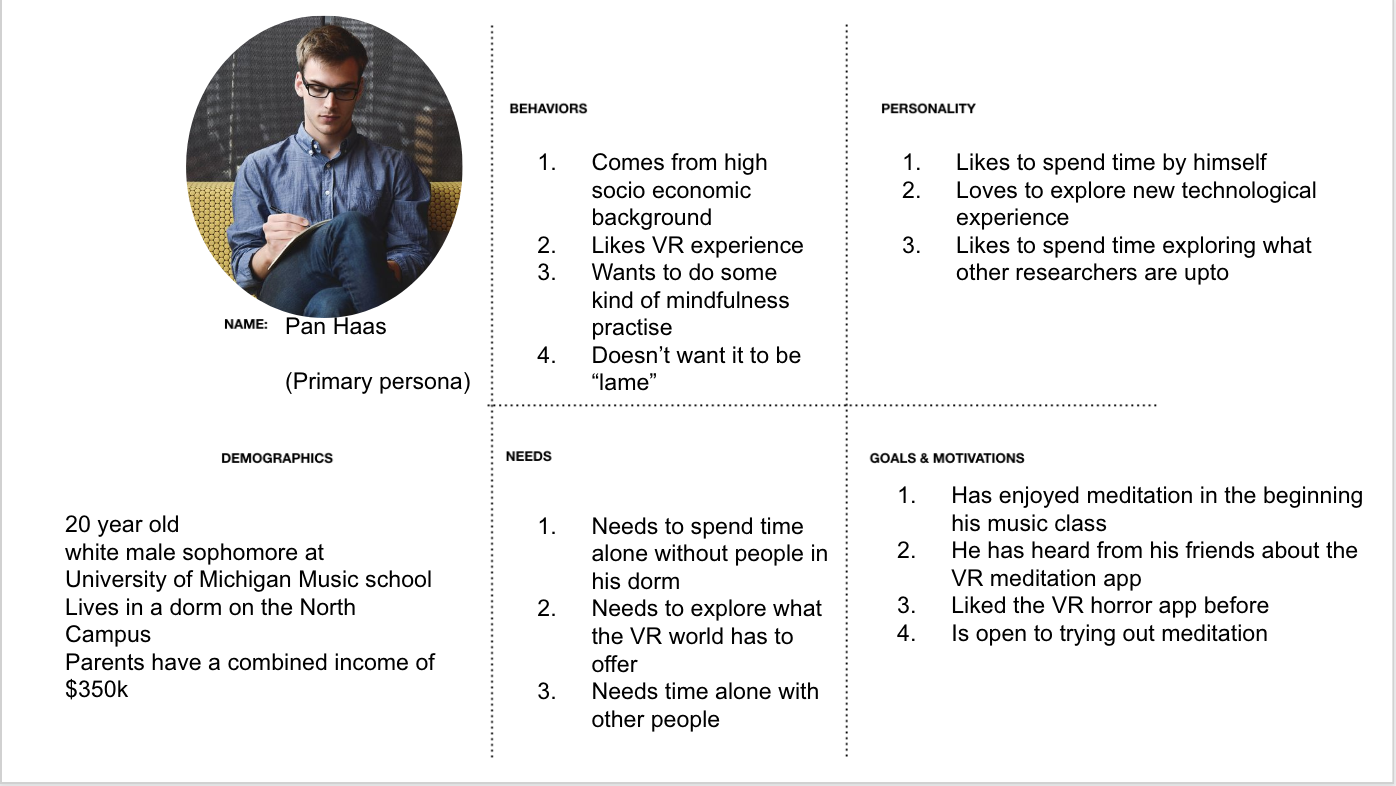 NAME: Pan Haas
(Primary persona)
DEMOGRAPHICS
20 year old
white male sophomore at
University of Michigan Music school
Lives in a dorm on the North
Campus
Parents have a combined income of
$350k
BEHAVIORS
1. Comes from high
socio economic
background
2. Likes VR experience
3. Wants to do some
kind of mindfulness
practise
4. Doesn’t want it to be
“lame”
NEEDS
1. Needs to spend time
alone without people in
his dorm
2. Needs to explore what
the VR world has to
offer
3. Needs time alone with
other people
PERSONALITY
1. Likes to spend time by himself
2. Loves to explore new technological
experience
3. Likes to spend time exploring what
other researchers are upto
GOALS & MOTIVATIONS
1. Has enjoyed meditation in the beginning
his music class
2. He has heard from his friends about the
VR meditation app
3. Liked the VR horror app before
4. Is open to trying out meditation